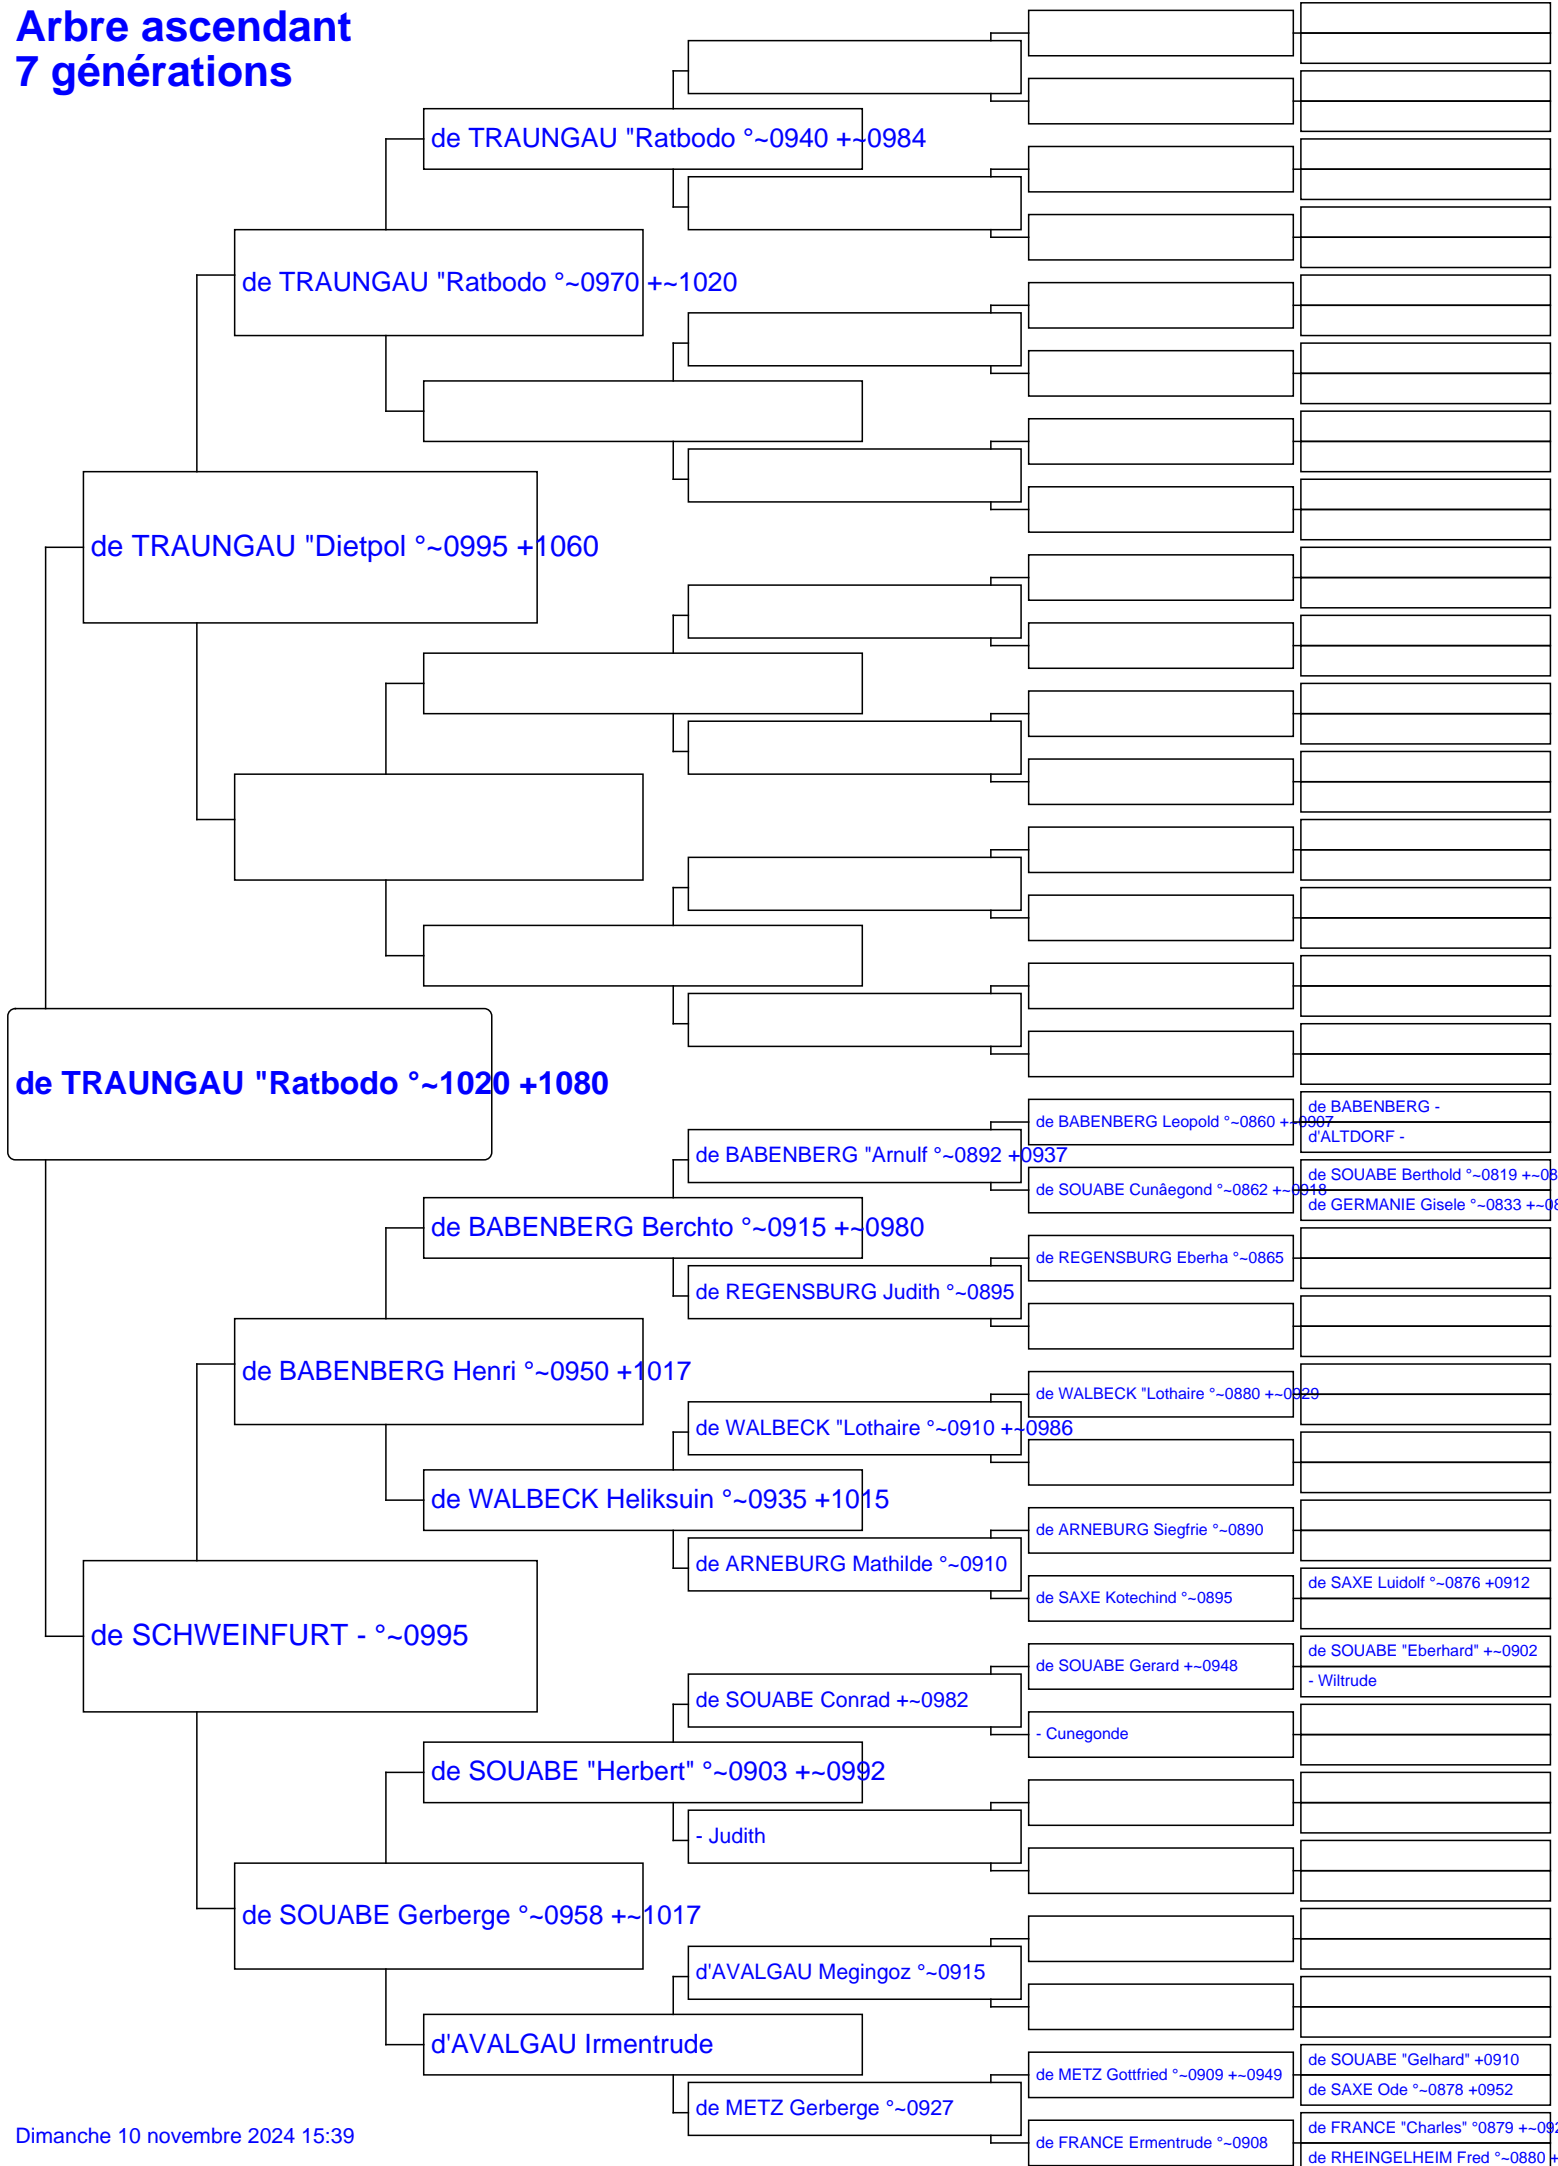 Arbre ascendant
7 générations
de TRAUNGAU "Ratbodo °~0940 +~0984
de TRAUNGAU "Ratbodo °~0970 +~1020
de TRAUNGAU "Dietpol °~0995 +1060
de TRAUNGAU "Ratbodo °~1020 +1080
de BABENBERG Leopold °~0860 +~0907
de BABENBERG -
d'ALTDORF -
de BABENBERG "Arnulf °~0892 +0937
de SOUABE Cunâegond °~0862 +~0918
de SOUABE Berthold °~0819 +~08
de GERMANIE Gisele °~0833 +~08
de BABENBERG Berchto °~0915 +~0980
de REGENSBURG Eberha °~0865
de REGENSBURG Judith °~0895
de BABENBERG Henri °~0950 +1017
de WALBECK "Lothaire °~0880 +~0929
de WALBECK "Lothaire °~0910 +~0986
de WALBECK Heliksuin °~0935 +1015
de ARNEBURG Siegfrie °~0890
de ARNEBURG Mathilde °~0910
de SAXE Kotechind °~0895
de SAXE Luidolf °~0876 +0912
de SCHWEINFURT - °~0995
de SOUABE Gerard +~0948
de SOUABE "Eberhard" +~0902
- Wiltrude
de SOUABE Conrad +~0982
- Cunegonde
de SOUABE "Herbert" °~0903 +~0992
- Judith
de SOUABE Gerberge °~0958 +~1017
d'AVALGAU Megingoz °~0915
d'AVALGAU Irmentrude
de METZ Gottfried °~0909 +~0949
de SOUABE "Gelhard" +0910
de SAXE Ode °~0878 +0952
de METZ Gerberge °~0927
de FRANCE Ermentrude °~0908
de FRANCE "Charles" °0879 +~092
de RHEINGELHEIM Fred °~0880 +
Dimanche 10 novembre 2024 15:39